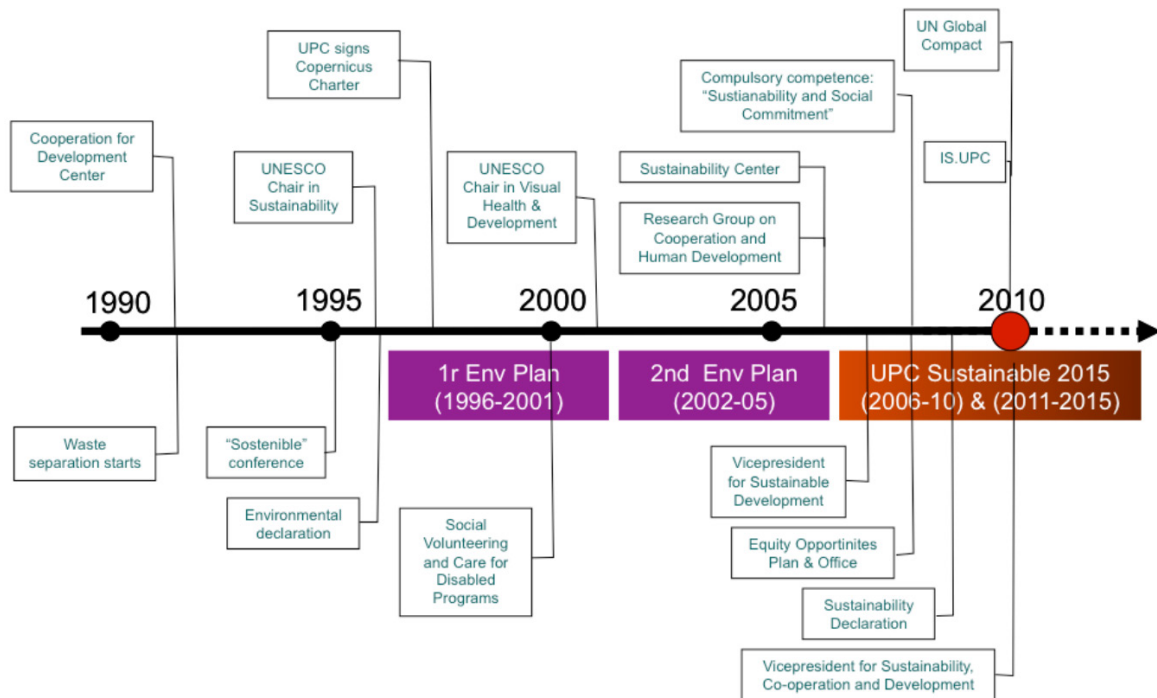 UN Global
Compact
UPC signs
Copernicus
Charter
Compulsory competence:
“Sustianability and Social
Commitment”
Cooperation for
Development
Center
UNESCO
Chair in
Sustainability
UNESCO
Chair in Visual
Health &
Development
Sustainability Center
IS.UPC
Research Group on
Cooperation and
Human Development
1990
1995
2000
2005
2010
1r Env Plan
(1996-2001)
2nd Env Plan
(2002-05)
UPC Sustainable 2015
(2006-10) & (2011-2015)
Waste
separation starts
“Sostenible”
conference
Vicepresident
for Sustainable
Development
Environmental
declaration
Social
Volunteering
and Care for
Disabled
Programs
Equity Opportinites
Plan & Office
Sustainability
Declaration
Vicepresident for Sustainability,
Co-operation and Development